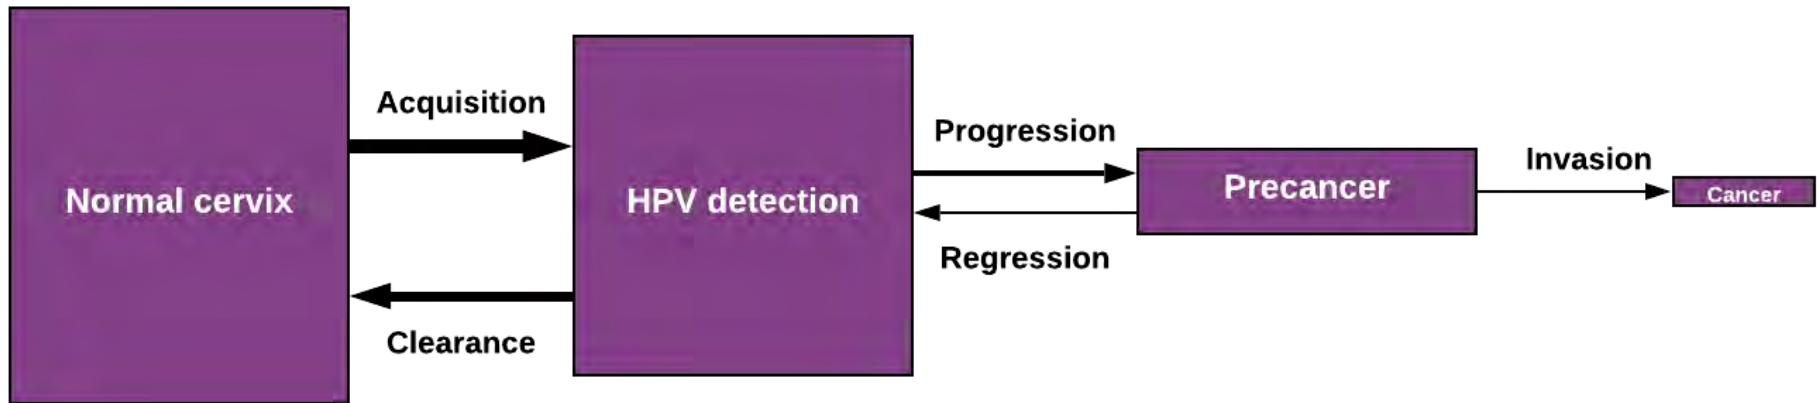 Normal cervix
Acquisition
Clearance
HPV detection
Progression
Regression
Precancer
Invasion
Cancer